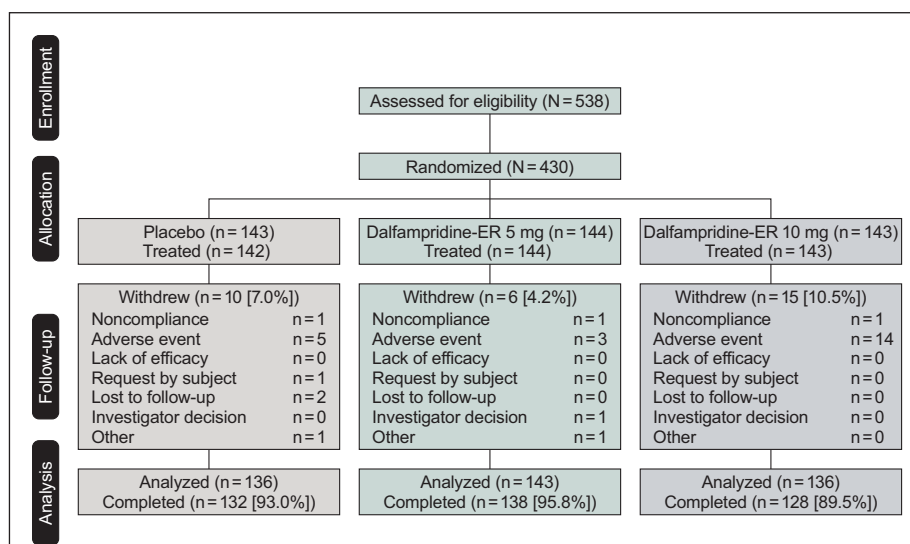 Enrollment
Assessed for eligibility (N = 538)
Allocation
Randomized (N = 430)
Placebo (n = 143)
Treated (n = 142)
Dalfampridine-ER 5 mg (n = 144)
Treated (n = 144)
Dalfampridine-ER 10 mg (n = 143)
Treated (n = 143)
Follow-up
Withdrew (n = 10 [7.0%])
Noncompliance n = 1
Adverse event n = 5
Lack of efficacy n = 0
Request by subject n = 1
Lost to follow-up n = 2
Investigator decision n = 0
Other n = 1
Withdrew (n = 6 [4.2%])
Noncompliance n = 1
Adverse event n = 3
Lack of efficacy n = 0
Request by subject n = 0
Lost to follow-up n = 0
Investigator decision n = 1
Other n = 1
Withdrew (n = 15 [10.5%])
Noncompliance n = 1
Adverse event n = 14
Lack of efficacy n = 0
Request by subject n = 0
Lost to follow-up n = 0
Investigator decision n = 0
Other n = 0
Analysis
Analyzed (n = 136)
Completed (n = 132 [93.0%])
Analyzed (n = 143)
Completed (n = 138 [95.8%])
Analyzed (n = 136)
Completed (n = 128 [89.5%])